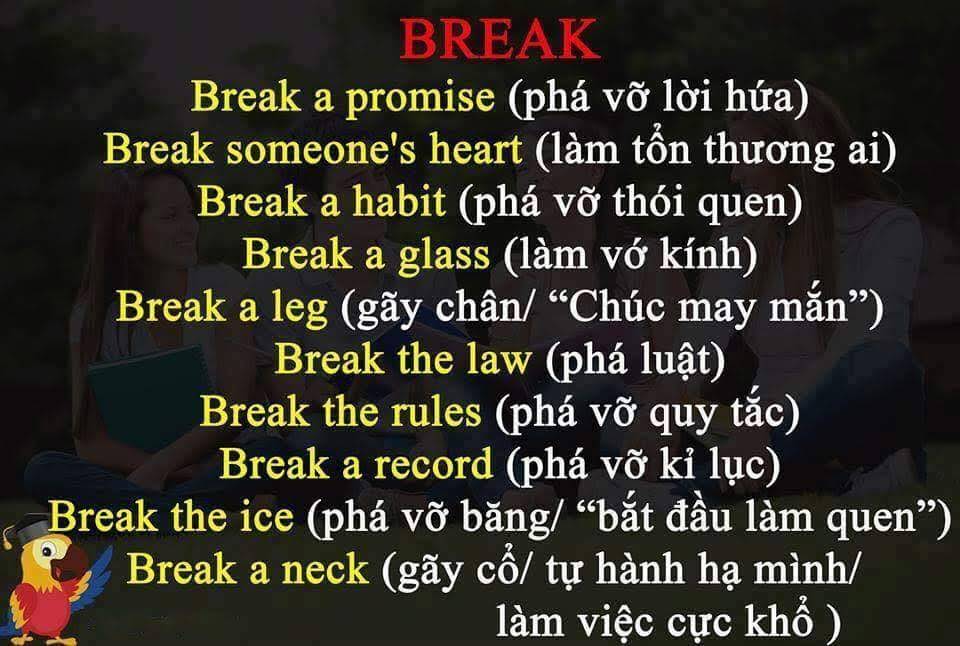 BREAK
Break a promise (phá vỡ lời hứa)
Break someone's heart (làm tổn thương ai)
Break a habit (phá vỡ thói quen)
Break a glass (làm vớ kính)
Break a leg (gãy chân/ “Chúc may mắn”)
Break the law (phá luật)
Break the rules (phá vỡ quy tắc)
Break a record (phá vỡ kỉ lục)
Break the ice (phá vỡ băng/ “bắt đầu làm quen”)
Break a neck (gãy cổ/ tự hành hạ mình/
làm việc cực khổ )